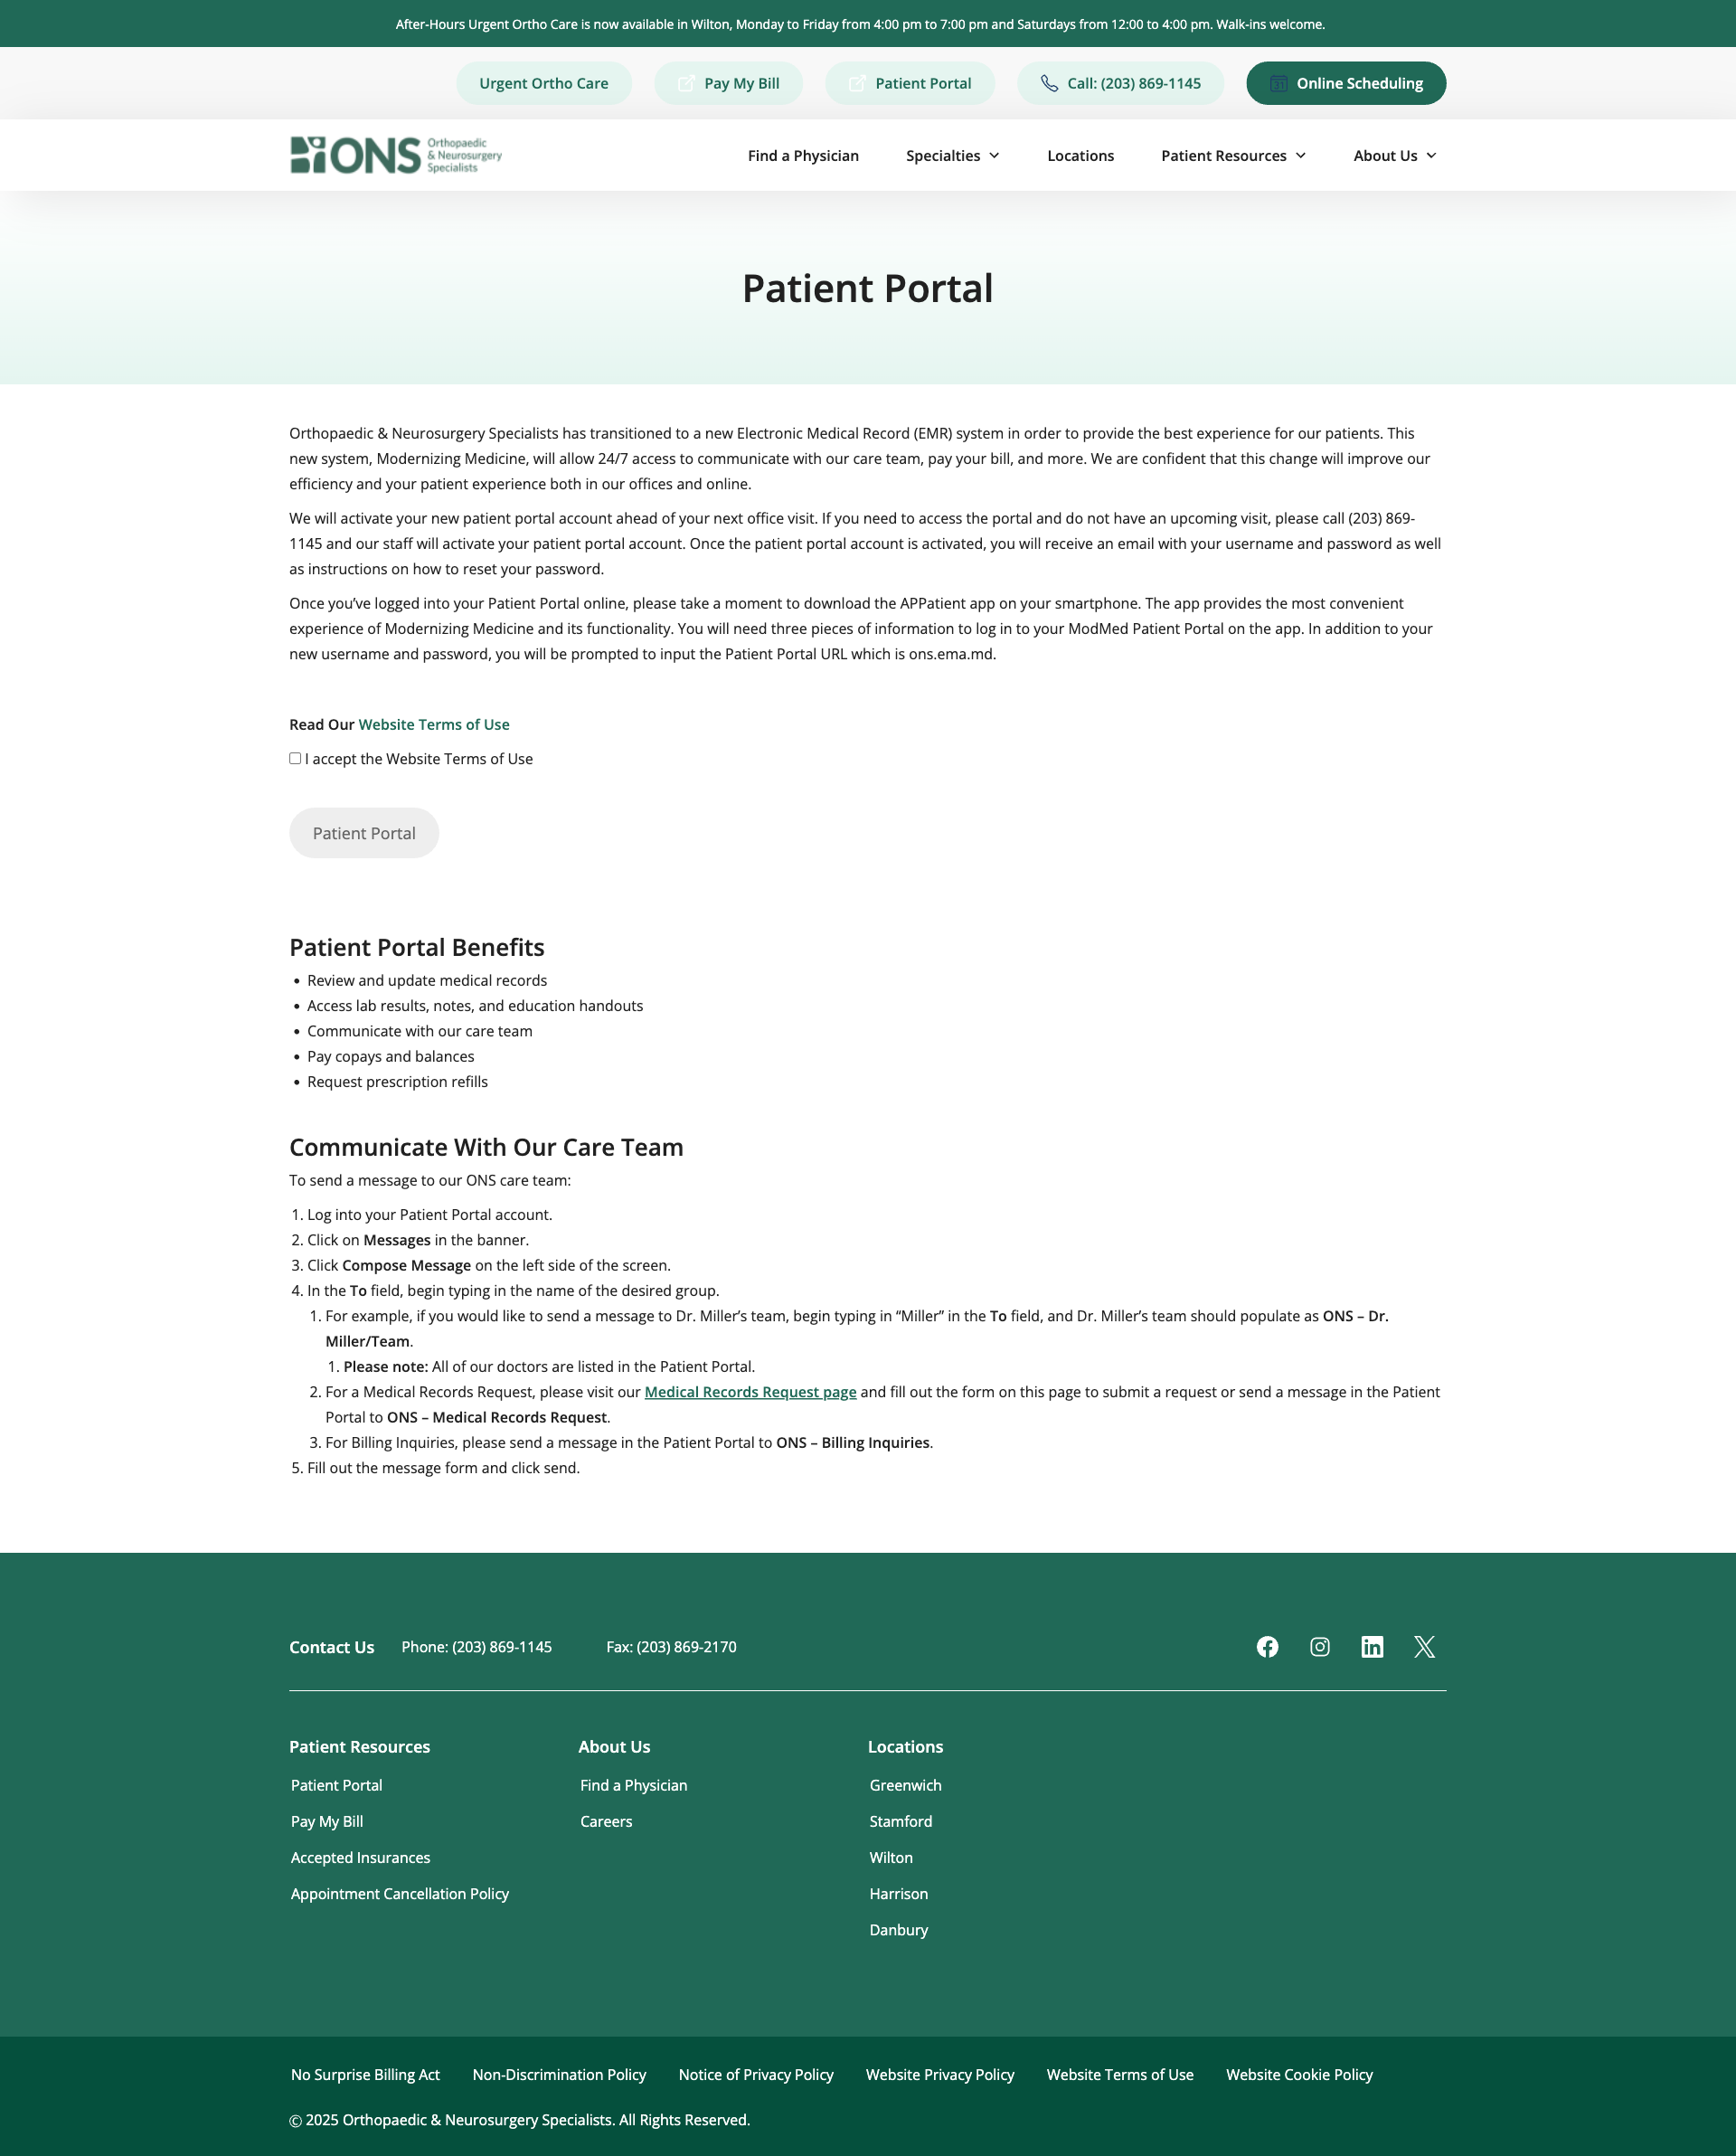 After-Hours Urgent Ortho Care is now available in Wilton, Monday to Friday from 4:00 pm to 7:00 pm and Saturdays from 12:00 to 4:00 pm. Walk-ins welcome.
Urgent Ortho Care
Pay My Bill
Patient Portal
Call: (203) 869-1145
31 Online Scheduling
ONS Orthopaedic
& Neurosurgery
Specialists
Find a Physician
Specialties
Locations
Patient Resources
About Us
Patient Portal
Orthopaedic & Neurosurgery Specialists has transitioned to a new Electronic Medical Record (EMR) system in order to provide the best experience for our patients. This
new system, Modernizing Medicine, will allow 24/7 access to communicate with our care team, pay your bill, and more. We are confident that this change will improve our
efficiency and your patient experience both in our offices and online.
We will activate your new patient portal account ahead of your next office visit. If you need to access the portal and do not have an upcoming visit, please call (203) 869-
1145 and our staff will activate your patient portal account. Once the patient portal account is activated, you will receive an email with your username and password as well
as instructions on how to reset your password.
Once you’ve logged into your Patient Portal online, please take a moment to download the APPatient app on your smartphone. The app provides the most convenient
experience of Modernizing Medicine and its functionality. You will need three pieces of information to log in to your ModMed Patient Portal on the app. In addition to your
new username and password, you will be prompted to input the Patient Portal URL which is ons.ema.md.
Read Our Website Terms of Use
I accept the Website Terms of Use
Patient Portal
Patient Portal Benefits
• Review and update medical records
• Access lab results, notes, and education handouts
• Communicate with our care team
• Pay copays and balances
• Request prescription refills
Communicate With Our Care Team
To send a message to our ONS care team:
1. Log into your Patient Portal account.
2. Click on Messages in the banner.
3. Click Compose Message on the left side of the screen.
4. In the To field, begin typing in the name of the desired group.
1. For example, if you would like to send a message to Dr. Miller’s team, begin typing in “Miller” in the To field, and Dr. Miller’s team should populate as ONS – Dr.
Miller/Team.
1. Please note: All of our doctors are listed in the Patient Portal.
2. For a Medical Records Request, please visit our Medical Records Request page and fill out the form on this page to submit a request or send a message in the Patient
Portal to ONS – Medical Records Request.
3. For Billing Inquiries, please send a message in the Patient Portal to ONS – Billing Inquiries.
5. Fill out the message form and click send.
Contact Us
Phone: (203) 869-1145
Fax: (203) 869-2170
Patient Resources
Patient Portal
Pay My Bill
Accepted Insurances
Appointment Cancellation Policy
About Us
Find a Physician
Careers
Locations
Greenwich
Stamford
Wilton
Harrison
Danbury
No Surprise Billing Act
Non-Discrimination Policy
Notice of Privacy Policy
Website Privacy Policy
Website Terms of Use
Website Cookie Policy
© 2025 Orthopaedic & Neurosurgery Specialists. All Rights Reserved.